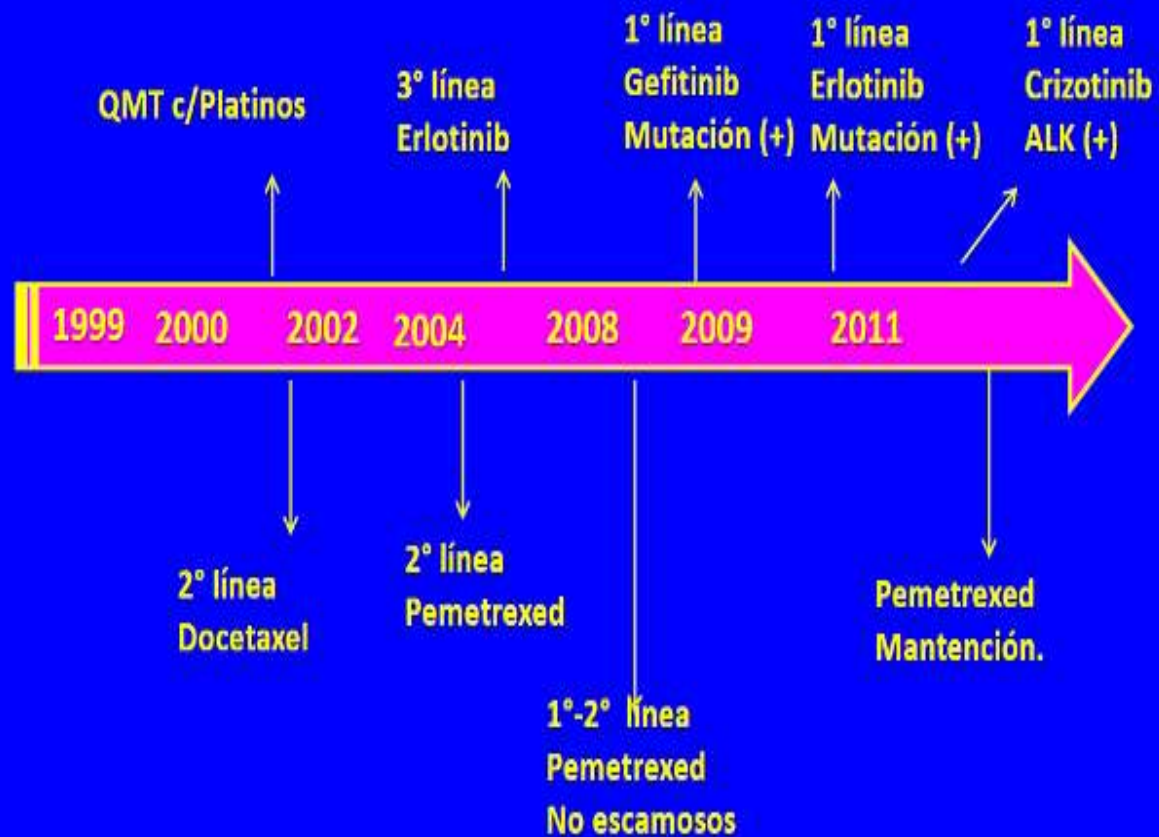 QMT c/Platinos
3° línea
Erlotinib
1° línea
Gefitinib
Mutación (+)
1° línea
Erlotinib
Mutación (+)
1° línea
Crizotinib
ALK (+)
1999 2000 2002 2004 2008 2009 2011
2° línea
Docetaxel
2° línea
Pemetrexed
1°-2° línea
Pemetrexed
No escamosos
Pemetrexed
Mantención.